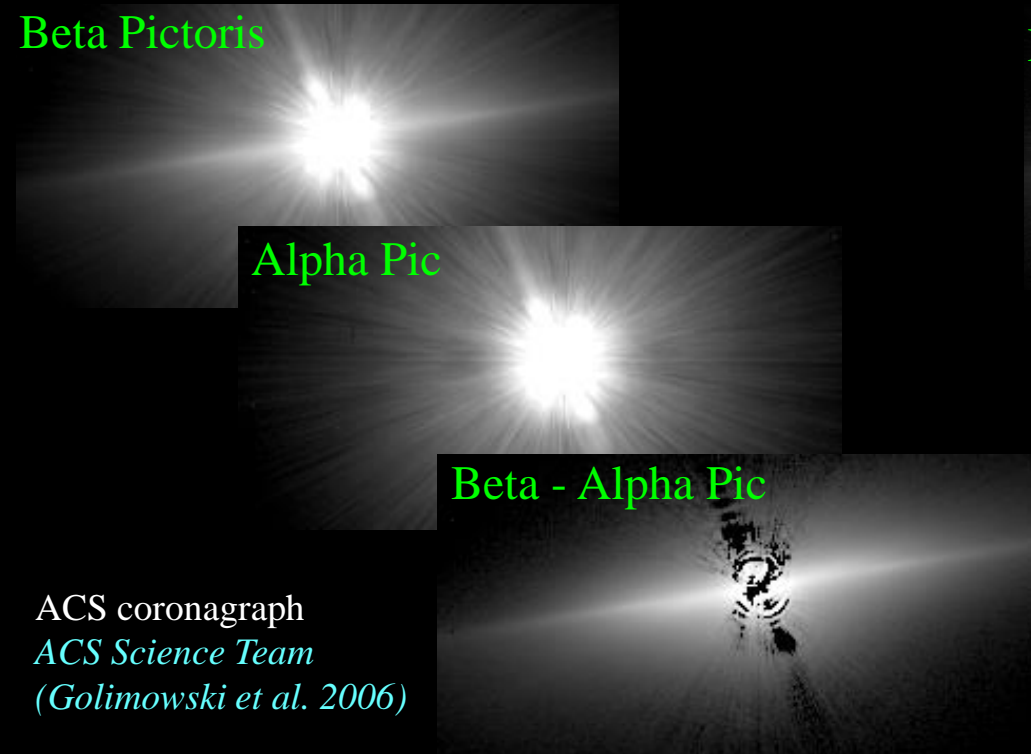 Beta Pictoris
Alpha Pic
Beta - Alpha Pic
ACS coronagraph
ACS Science Team
(Golimowski et al. 2006)